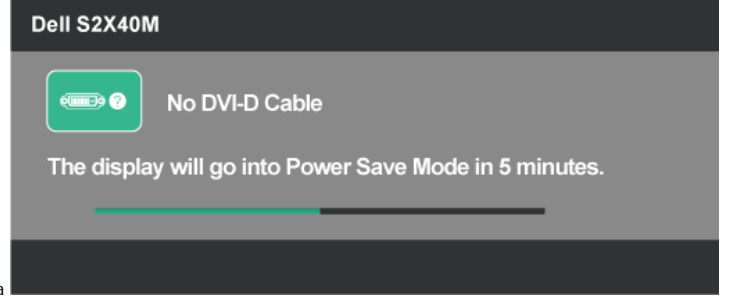 Dell S2X40M
No DVI-D Cable
The display will go into Power Save Mode in 5 minutes.
a